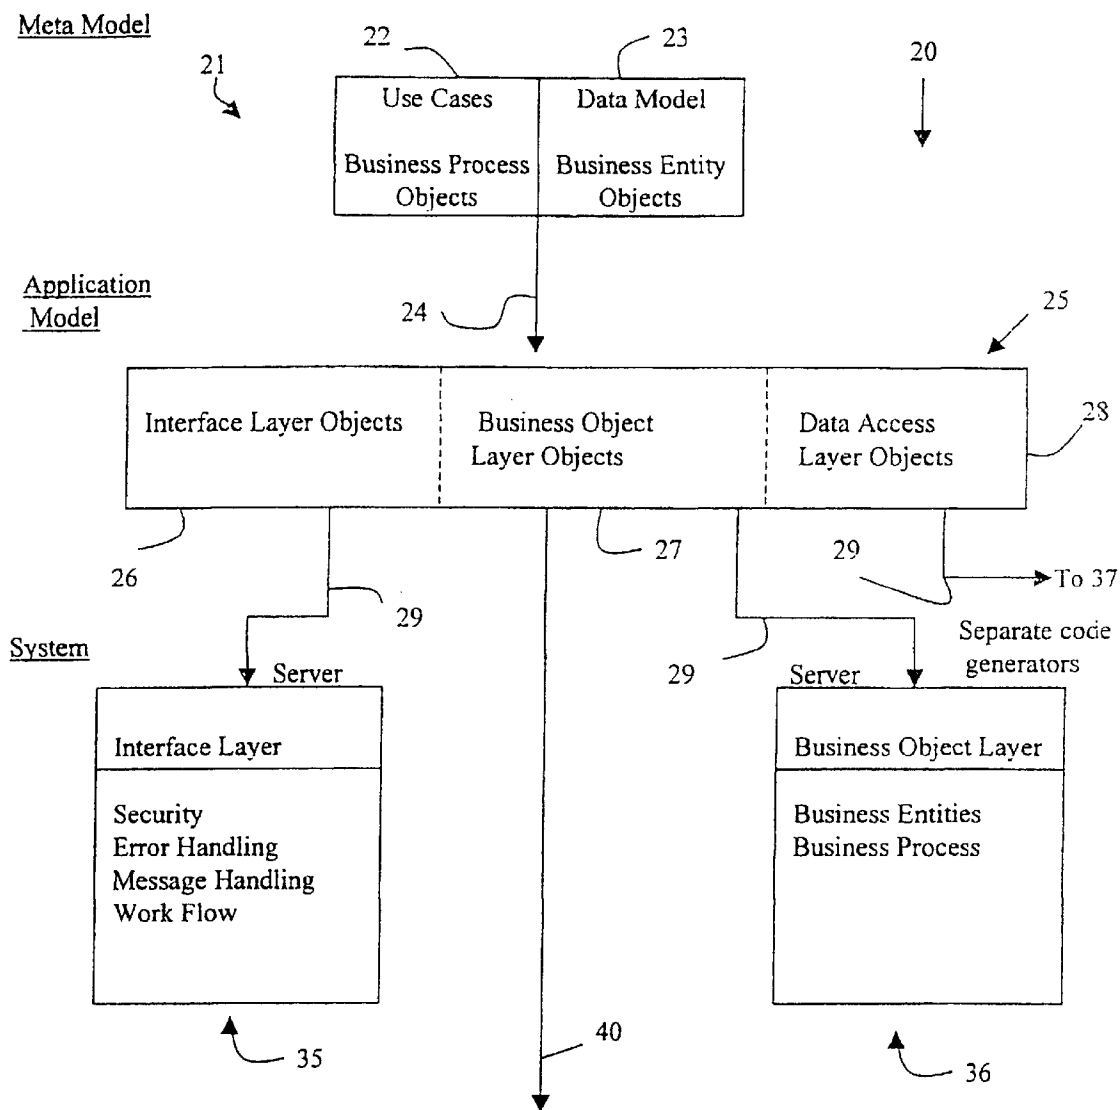 Meta Model
22
23
20
21
Use Cases
Data Model
Business Process
Objects
Business Entity
Objects
Application
Model
24
25
Interface Layer Objects
Business Object
Layer Objects
Data Access
Layer Objects
28
26
29
27
29
To 37
System
Server
29
Separate code
generators
Server
Interface Layer
Business Object Layer
Security
Error Handling
Message Handling
Work Flow
Business Entities
Business Process
35
40
36